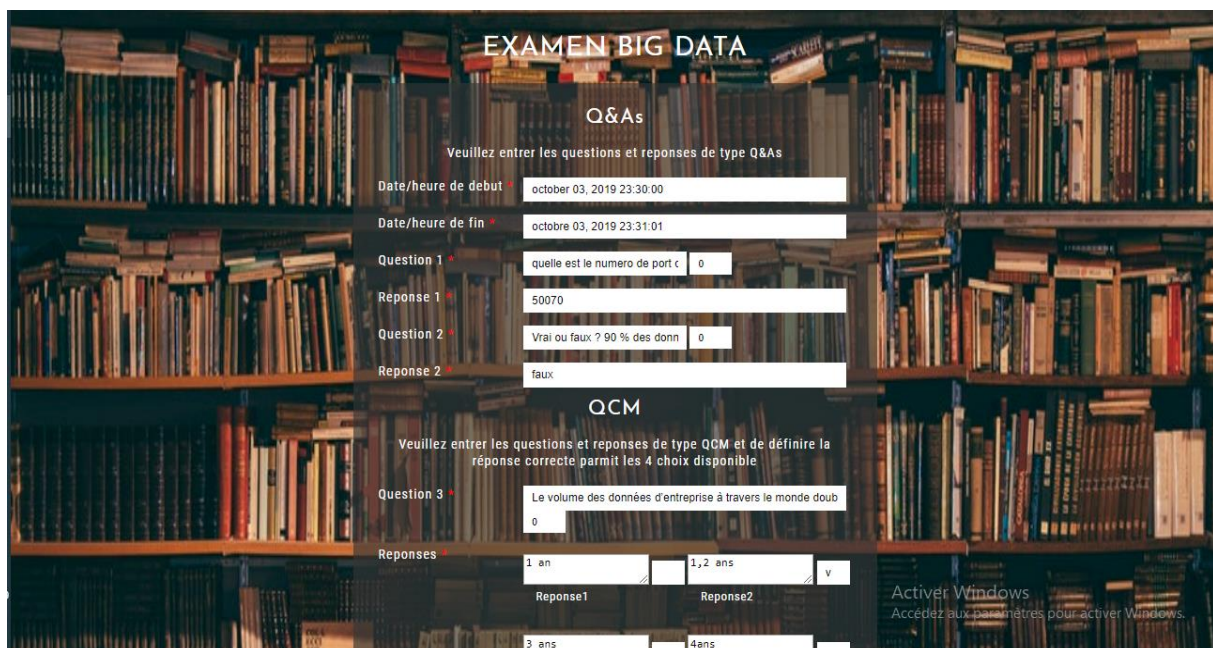 EXAMEN BIG DATA
Q&As
Veuillez entrer les questions et reponses de type Q&As
Date/heure de debut *
october 03, 2019 23:30:00
Date/heure de fin *
octobre 03, 2019 23:31:01
Question 1 *
quelle est le numero de port 0
Reponse 1 *
50070
Question 2 *
Vrai ou faux ? 90 % des donn 0
Reponse 2 *
faux
QCM
Veuillez entrer les questions et reponses de type QCM et de définire la
réponse correcte parmit les 4 choix disponible
Question 3 *
Le volume des données d'entreprise à travers le monde doub
0
Reponses *
1 an 1,2 ans v
Reponse1 Reponse2
3 ans 4ans
Activer Windows
Accédez aux paramètres pour activer Windows.